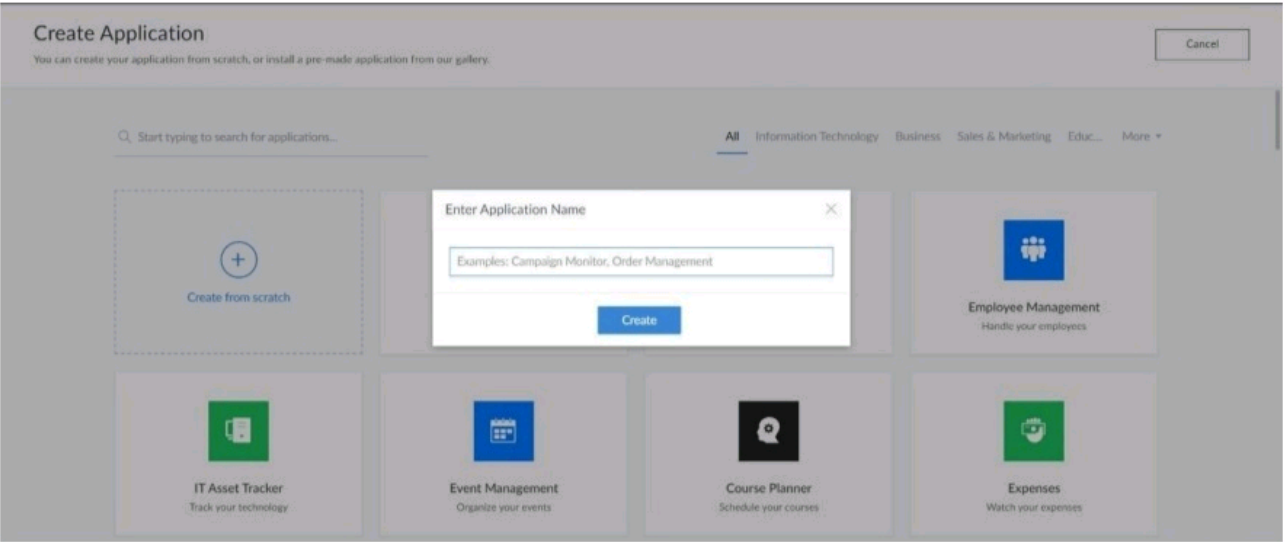 Create Application
Cancel
You can create your application from scratch, or install a pre-made application from our gallery.
Start typing to search for applications...
All Information Technology Business Sales & Marketing Educ... More
Enter Application Name
Examples: Campaign Monitor, Order Management
Create
Create from scratch
Employee Management
Handle your employees
IT Asset Tracker
Track your technology
Event Management
Organize your events
Course Planner
Schedule your courses
Expenses
Watch your expenses